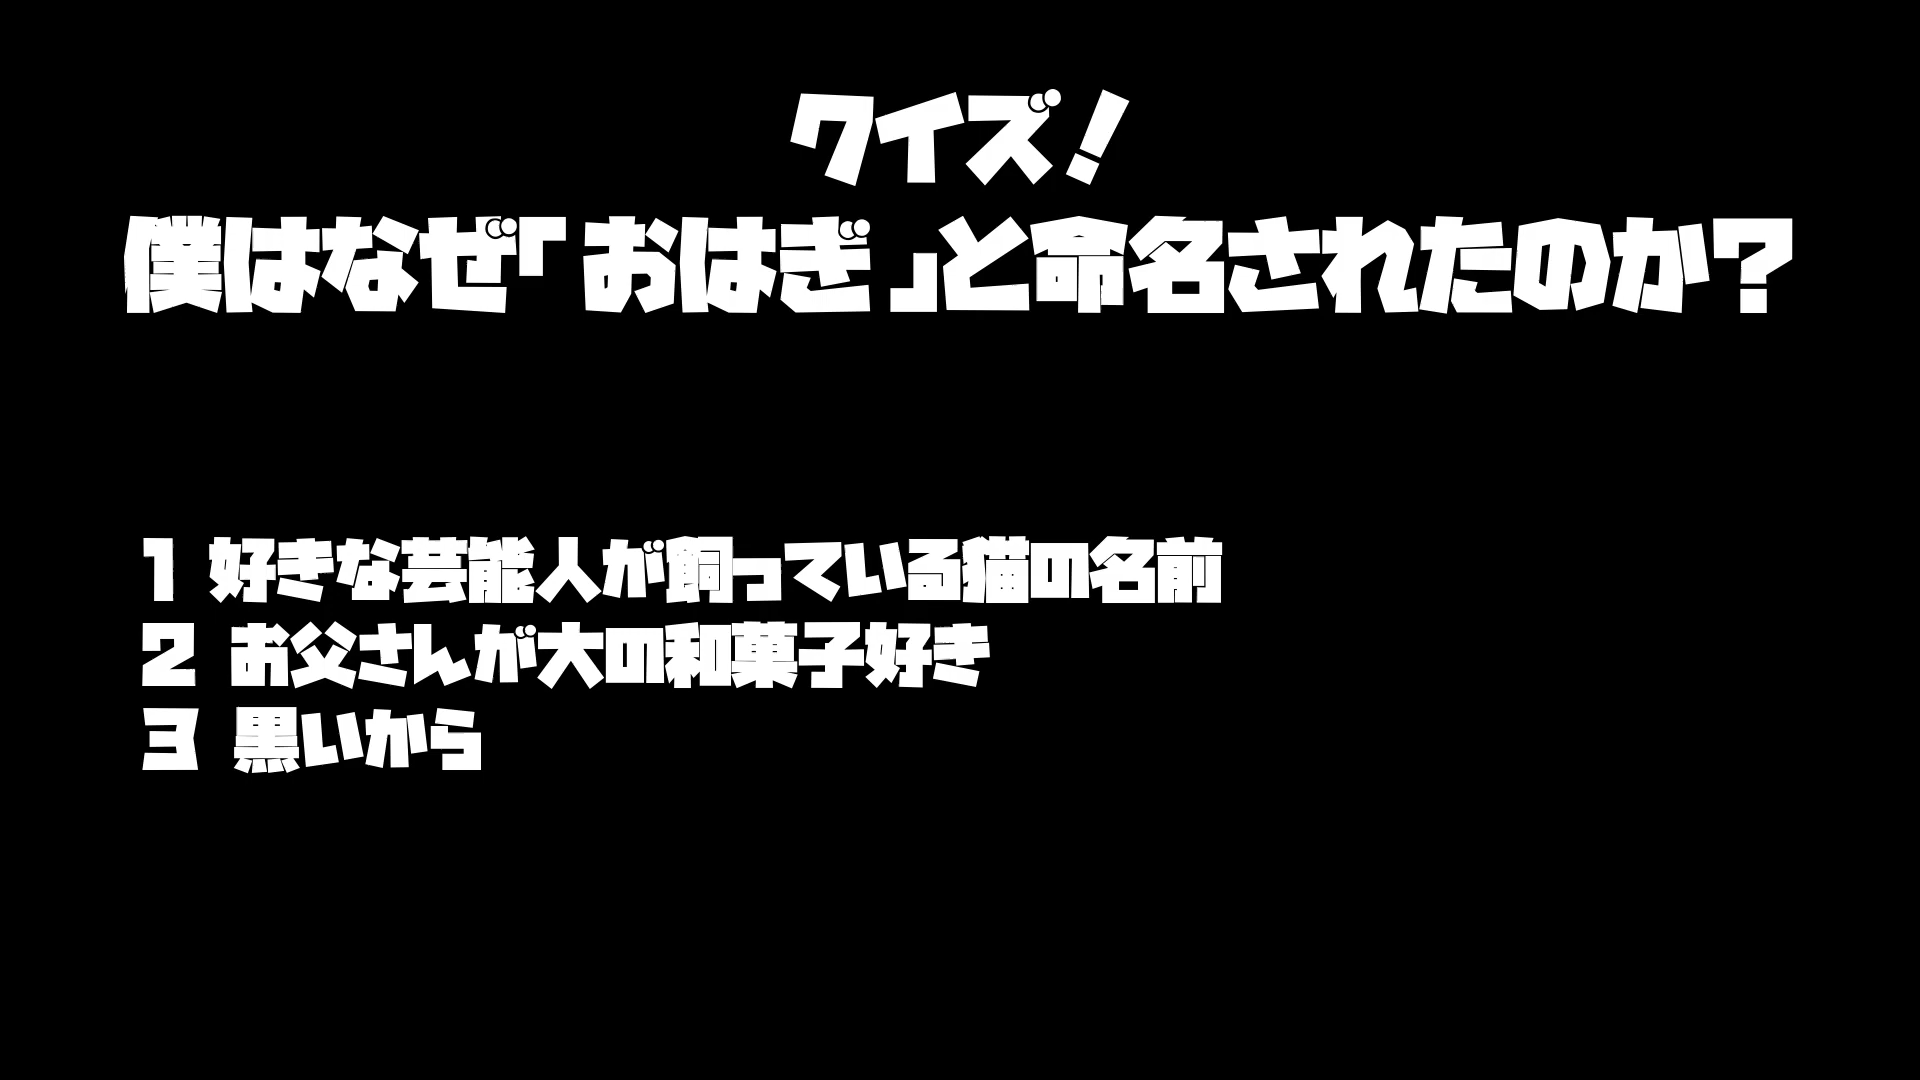 クイズ！
僕はなぜ「おはぎ」と命名されたのか？
1 好きな芸能人が飼っている猫の名前
2 お父さんが大の和菓子好き
3 黒いから